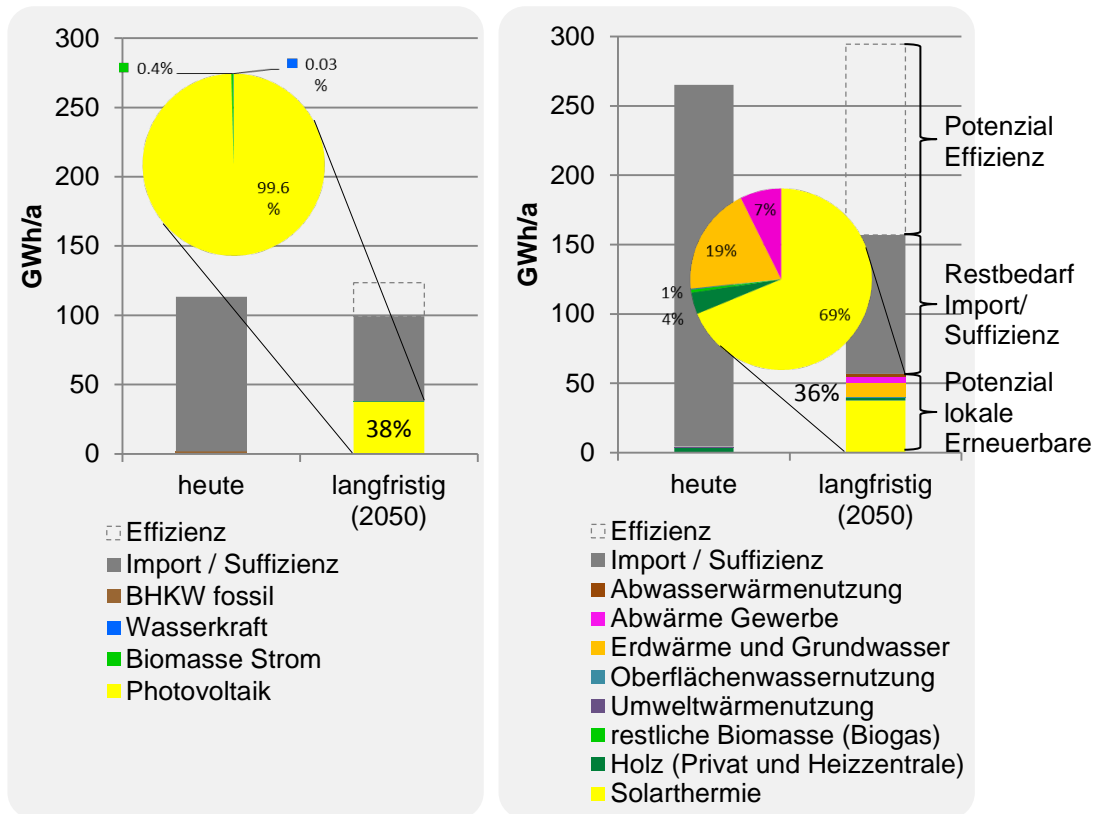 300
250
200
150
100
50
0
GWh/a
0.4%
0.03
%
99.6
%
38%
heute
langfristig
(2050)
Effizienz
Import / Suffizienz
BHKW fossil
Wasserkraft
Biomasse Strom
Photovoltaik
300
250
200
150
100
50
0
GWh/a
7%
19%
1%
4%
69%
36%
Potenzial
Effizienz
Restbedarf
Import/
Suffizienz
Potenzial
lokale
Erneuerbare
heute
langfristig
(2050)
Effizienz
Import / Suffizienz
Abwasserwärmenutzung
Abwärme Gewerbe
Erdwärme und Grundwasser
Oberflächenwassernutzung
Umweltwärmenutzung
restliche Biomasse (Biogas)
Holz (Privat und Heizzentrale)
Solarthermie